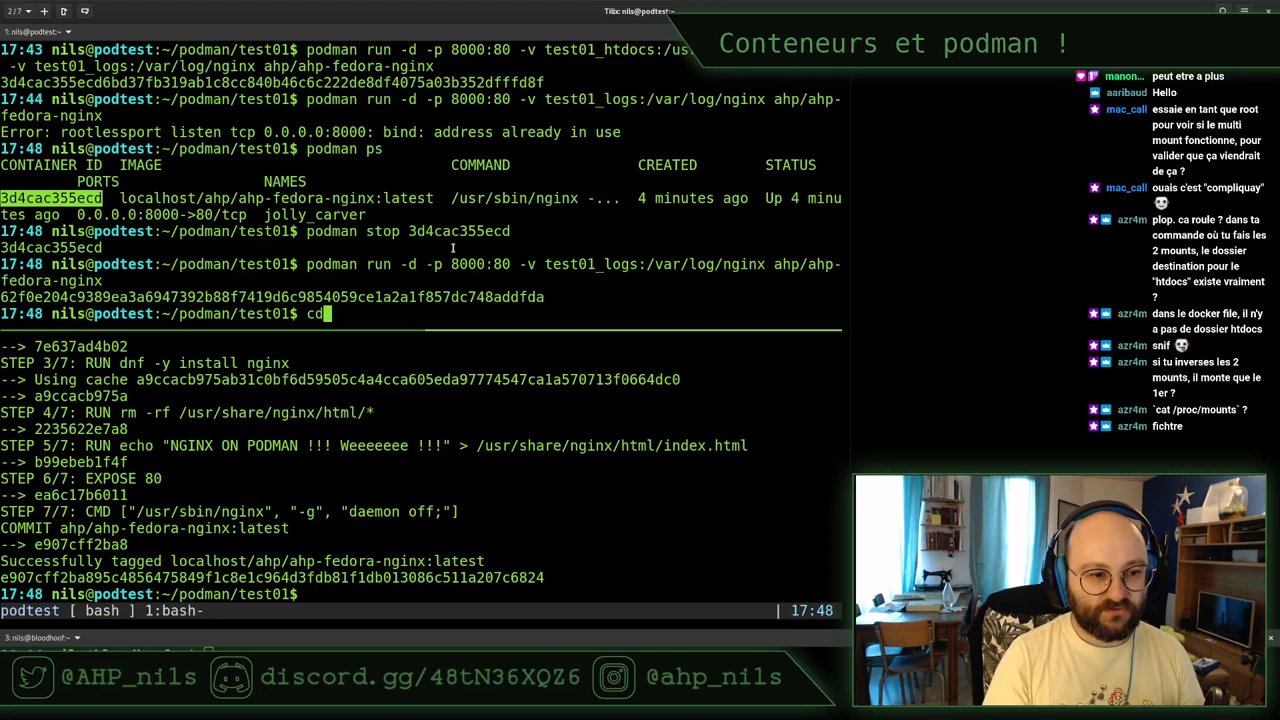 2/7
Tilix: nils@podtest:~
1: nils@podtest:~
17:43 nils@podtest:~/podman/test01$ podman run -d -p 8000:80 -v test01_htdocs:/us
 -v test01_logs:/var/log/nginx ahp/ahp-fedora-nginx
3d4cac355ecd6bd37fb319ab1c8cc840b46c6c222de8df4075a03b352dfffd8f
17:44 nils@podtest:~/podman/test01$ podman run -d -p 8000:80 -v test01_logs:/var/log/nginx ahp/ahp-
fedora-nginx
Error: rootlessport listen tcp 0.0.0.0:8000: bind: address already in use
17:48 nils@podtest:~/podman/test01$ podman ps
CONTAINER ID  IMAGE                               COMMAND               CREATED        STATUS
         PORTS                 NAMES
3d4cac355ecd  localhost/ahp/ahp-fedora-nginx:latest  /usr/sbin/nginx -...  4 minutes ago  Up 4 minu
tes ago  0.0.0.0:8000->80/tcp  jolly_carver
17:48 nils@podtest:~/podman/test01$ podman stop 3d4cac355ecd
3d4cac355ecd
17:48 nils@podtest:~/podman/test01$ podman run -d -p 8000:80 -v test01_logs:/var/log/nginx ahp/ahp-
fedora-nginx
62f0e204c9389ea3a6947392b88f7419d6c9854059ce1a2a1f857dc748addfda
17:48 nils@podtest:~/podman/test01$ cd
--> 7e637ad4b02
STEP 3/7: RUN dnf -y install nginx
--> Using cache a9ccacb975ab31c0bf6d59505c4a4cca605eda97774547ca1a570713f0664dc0
--> a9ccacb975a
STEP 4/7: RUN rm -rf /usr/share/nginx/html/*
--> 2235622e7a8
STEP 5/7: RUN echo "NGINX ON PODMAN !!! Weeeeeee !!!" > /usr/share/nginx/html/index.html
--> b99ebeb1f4f
STEP 6/7: EXPOSE 80
--> ea6c17b6011
STEP 7/7: CMD ["/usr/sbin/nginx", "-g", "daemon off;"]
COMMIT ahp/ahp-fedora-nginx:latest
--> e907cff2ba8
Successfully tagged localhost/ahp/ahp-fedora-nginx:latest
e907cff2ba895c4856475849f1c8e1c964d3fdb81f1db013086c511a207c6824
17:48 nils@podtest:~/podman/test01$
podtest [ bash ] 1:bash- | 17:48
3: nils@bloodhoof:~
@AHP_nils discord.gg/48tN36XQZ6 @ahp_nils
Conteneurs et podman !
manon... peut etre a plus
aaribaud Hello
mac_call essaie en tant que root
pour voir si le multi
mount fonctionne, pour
valider que ça viendrait
de ça ?
mac_call ouais c'est "compliquay"
azr4m plop. ca roule ? dans ta
commande où tu fais les
2 mounts, le dossier
destination pour le
"htdocs" existe vraiment
?
azr4m dans le docker file, il n'y
a pas de dossier htdocs
azr4m snif
azr4m si tu inverses les 2
mounts, il monte que le
1er ?
azr4m `cat /proc/mounts` ?
azr4m fichtre